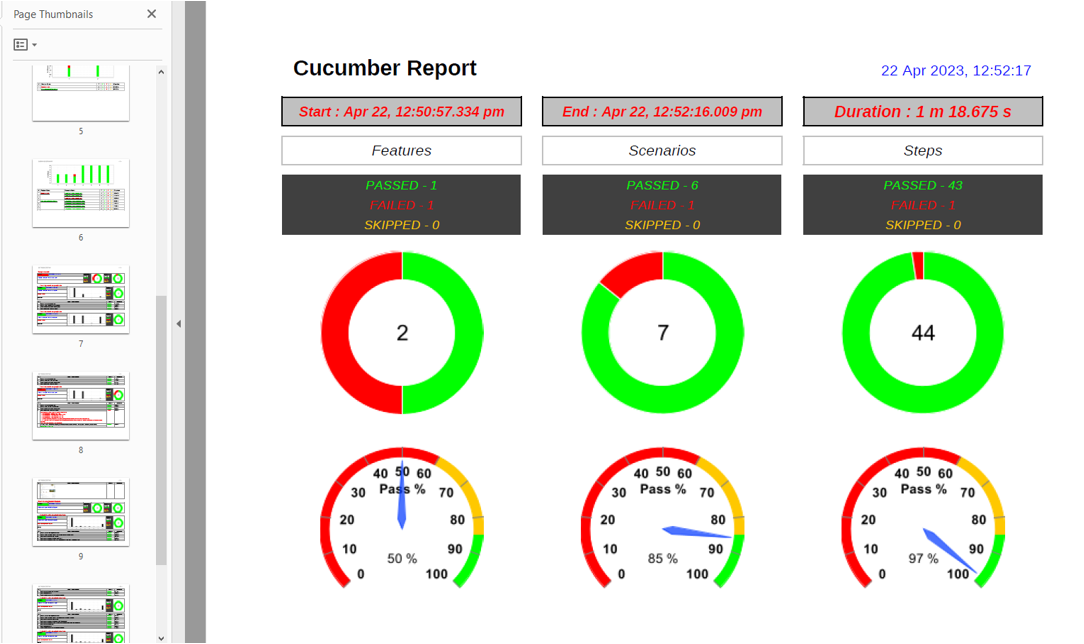 Page Thumbnails
5
6
7
8
9
Cucumber Report
22 Apr 2023, 12:52:17
Start : Apr 22, 12:50:57.334 pm
End : Apr 22, 12:52:16.009 pm
Duration : 1 m 18.675 s
Features
Scenarios
Steps
PASSED - 1
FAILED - 1
SKIPPED - 0
PASSED - 6
FAILED - 1
SKIPPED - 0
PASSED - 43
FAILED - 1
SKIPPED - 0
2
7
44
0
10
20
30
40
50
60
70
80
90
100
Pass %
50 %
0
10
20
30
40
50
60
70
80
90
100
Pass %
85 %
0
10
20
30
40
50
60
70
80
90
100
Pass %
97 %